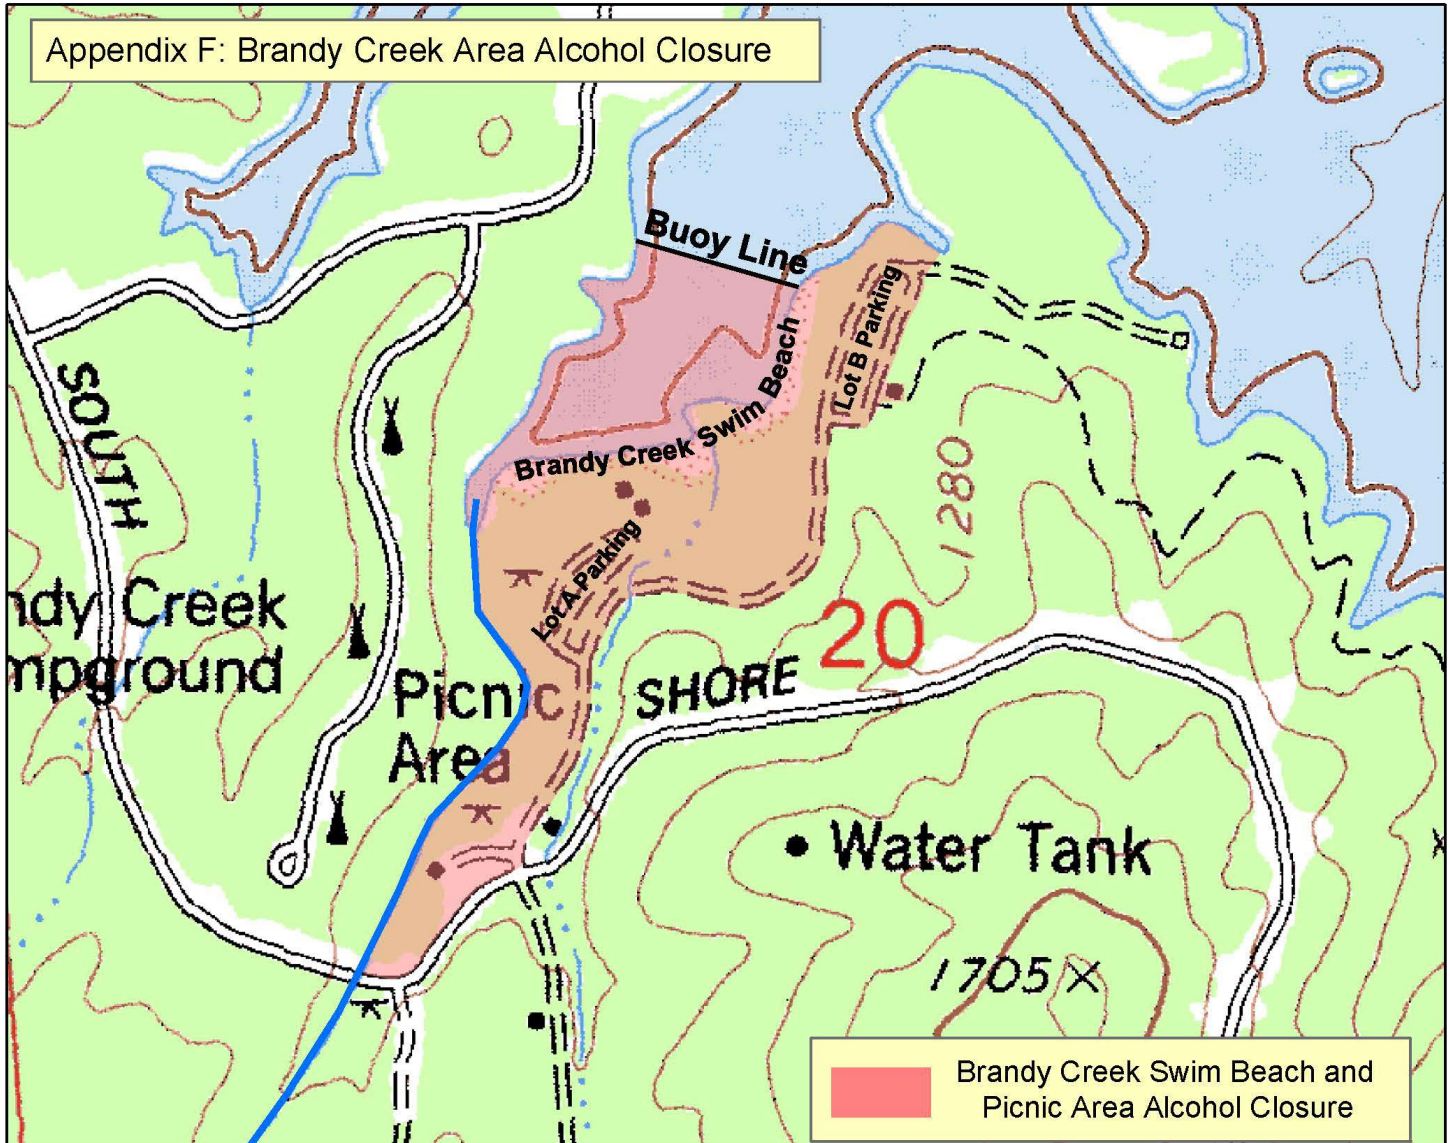 Appendix F: Brandy Creek Area Alcohol Closure
Buoy Line
Lot B Parking
Brandy Creek Swim Beach
SOUTH
1280
Lot A Parking
ndy Creek
mpground
20
Picnic
Area
SHORE
Water Tank
1705
Brandy Creek Swim Beach and
Picnic Area Alcohol Closure